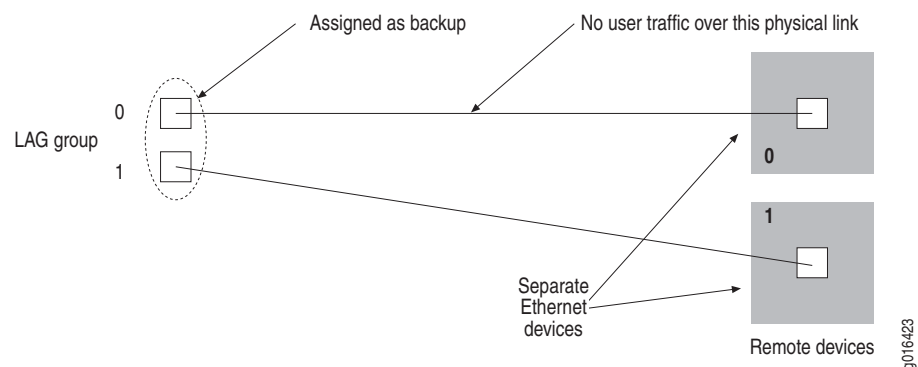 Assigned as backup
No user traffic over this physical link
0
LAG group
1
0
1
Separate
Ethernet
devices
Remote devices
g016423